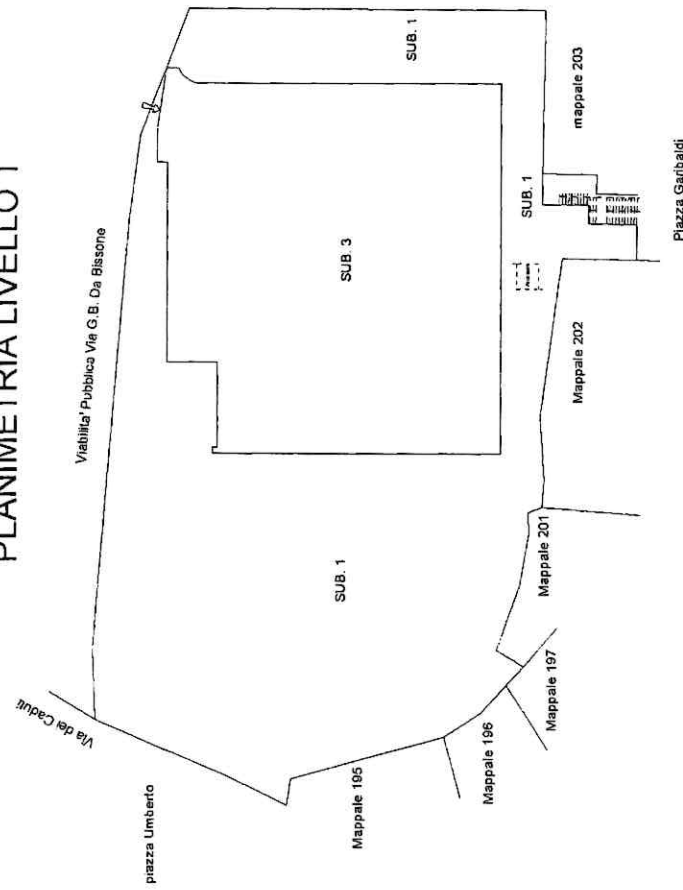 PLANIMETRIA LIVELLO 1
Viabilita' Pubblica Via G.B. Da Bissone
SUB. 1
Via dei Caduti
SUB. 3
mappale 203
SUB. 1
Piazza Garibaldi
piazza Umberto
SUB. 1
Mappale 202
Mappale 201
Mappale 195
Mappale 197
Mappale 196